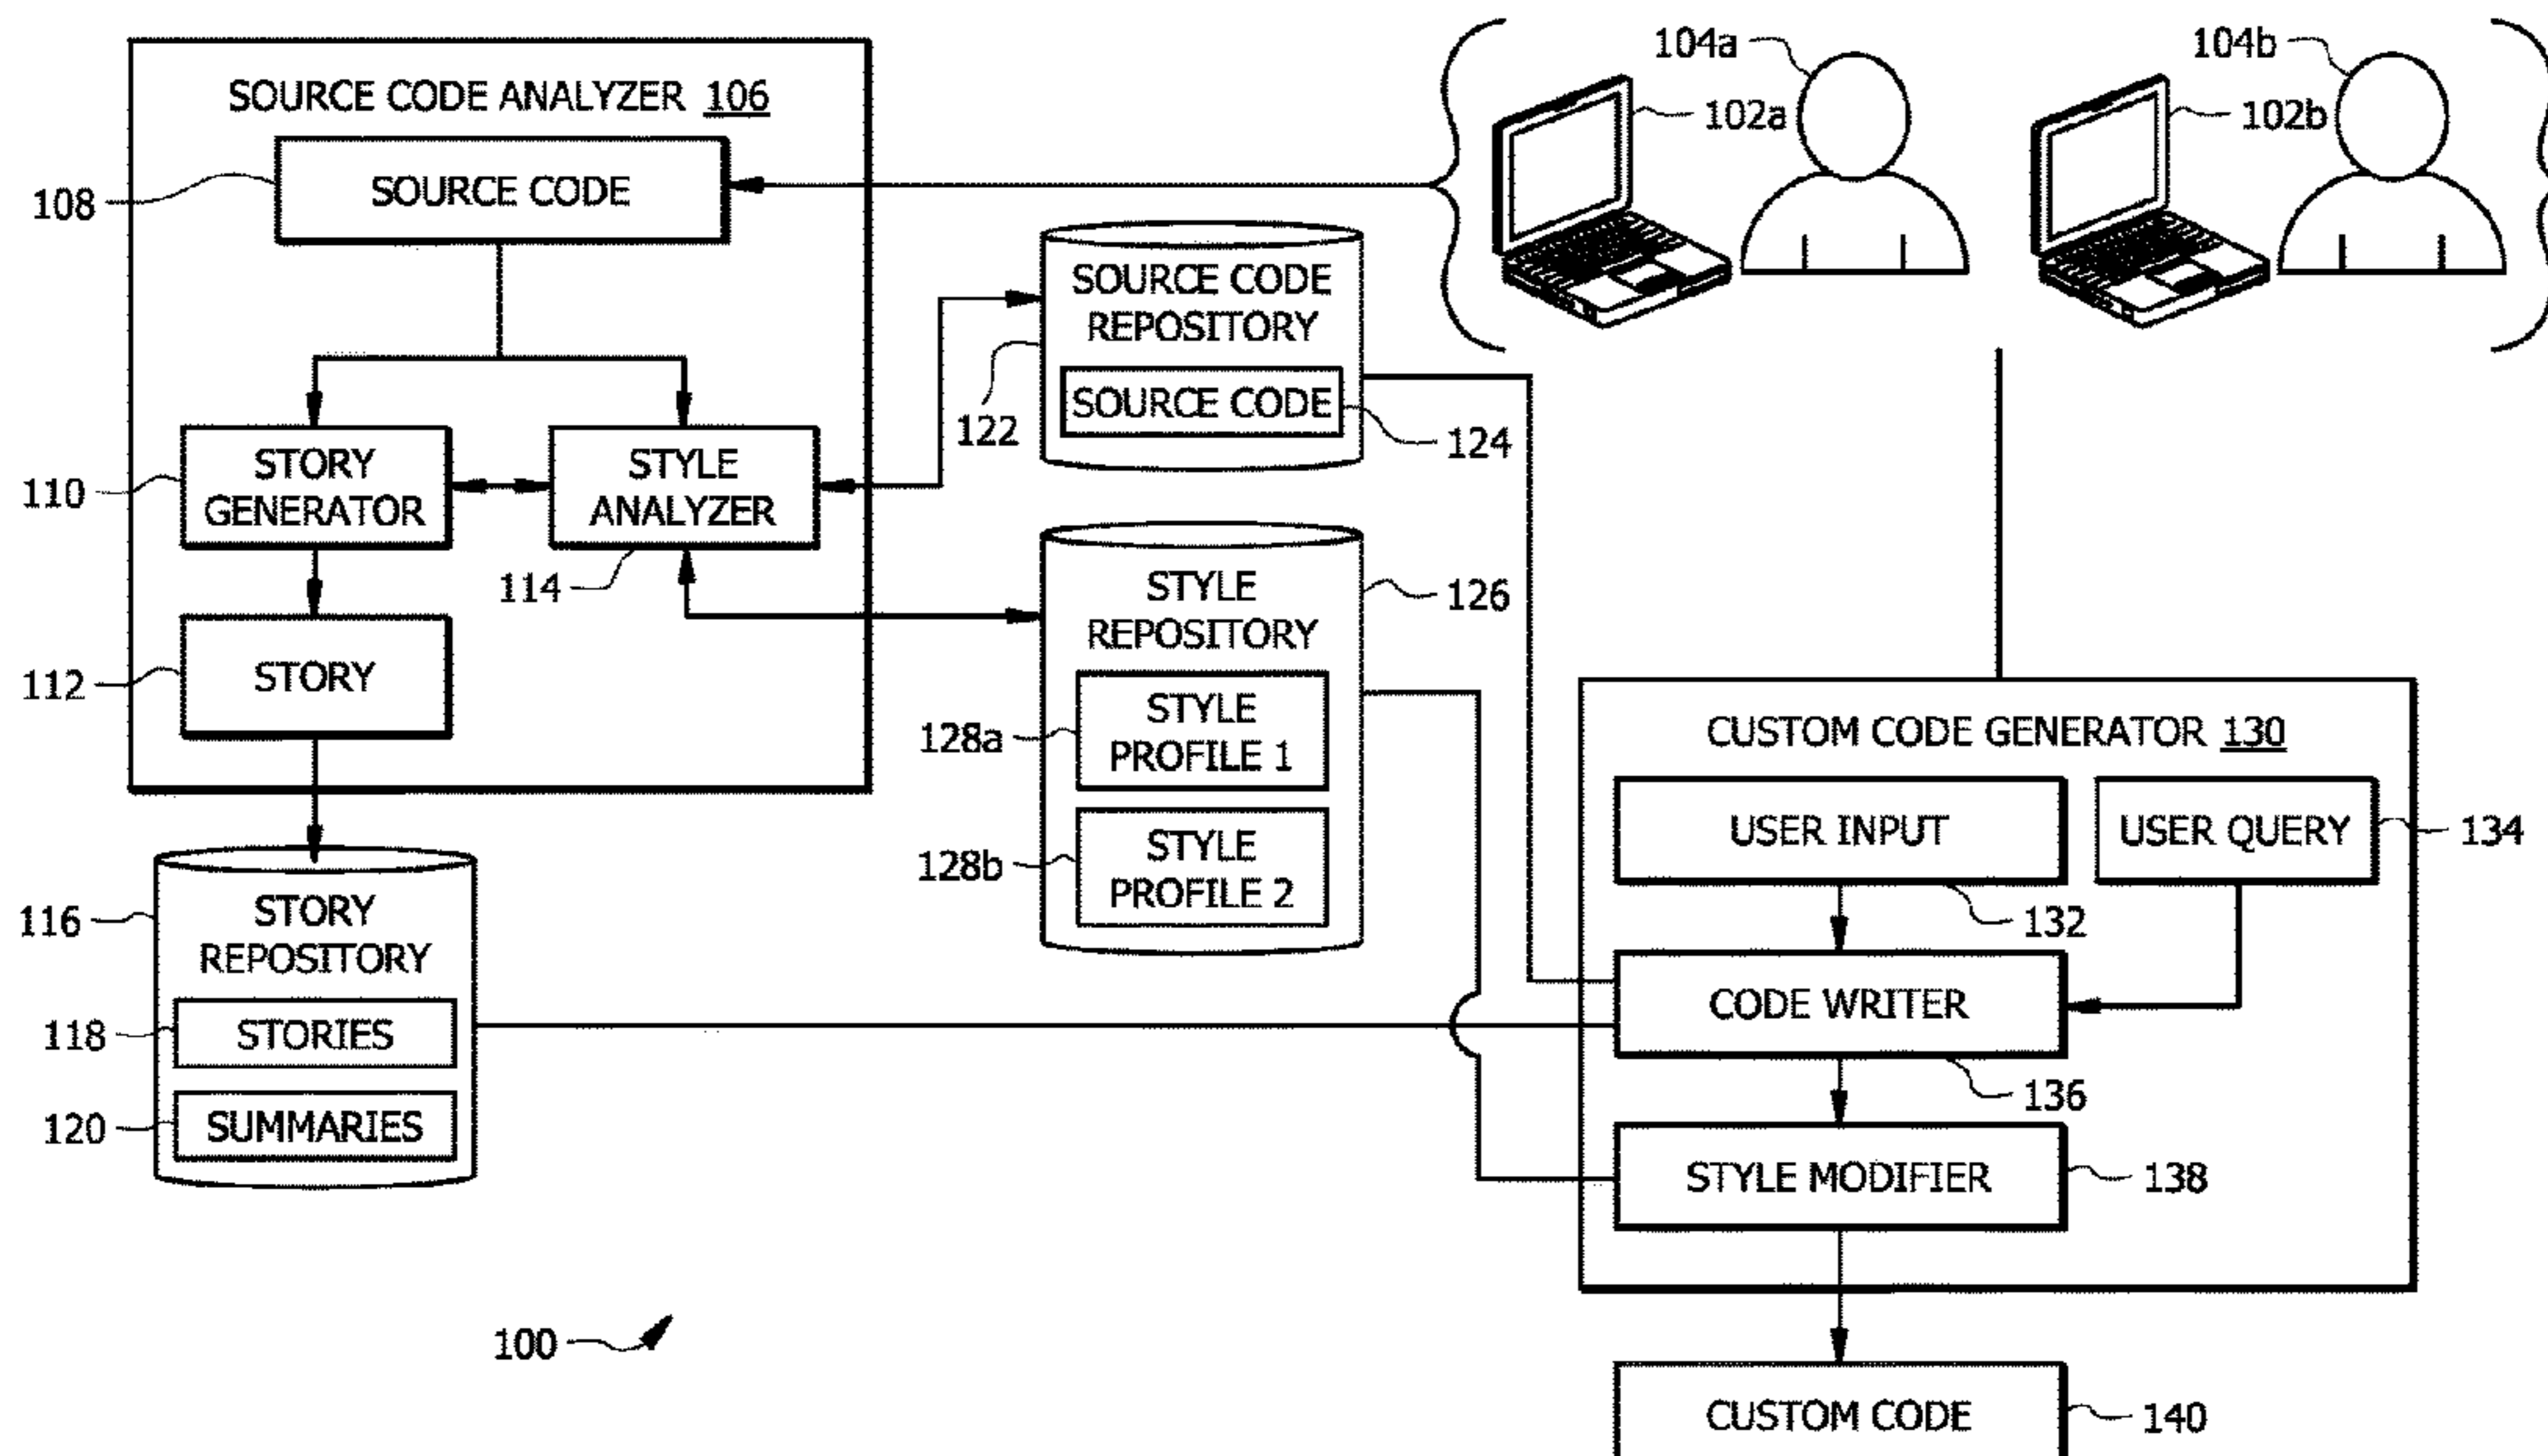 SOURCE CODE ANALYZER 106
SOURCE CODE
108
STORY
GENERATOR
110
STYLE
ANALYZER
114
STORY
112
STORY
REPOSITORY
116
STORIES
118
SUMMARIES
120
SOURCE CODE
REPOSITORY
122
SOURCE CODE
124
STYLE
REPOSITORY
126
STYLE
PROFILE 1
128a
STYLE
PROFILE 2
128b
104a
102a
104b
102b
CUSTOM CODE GENERATOR 130
USER INPUT
132
USER QUERY
134
CODE WRITER
136
STYLE MODIFIER
138
CUSTOM CODE
140
100